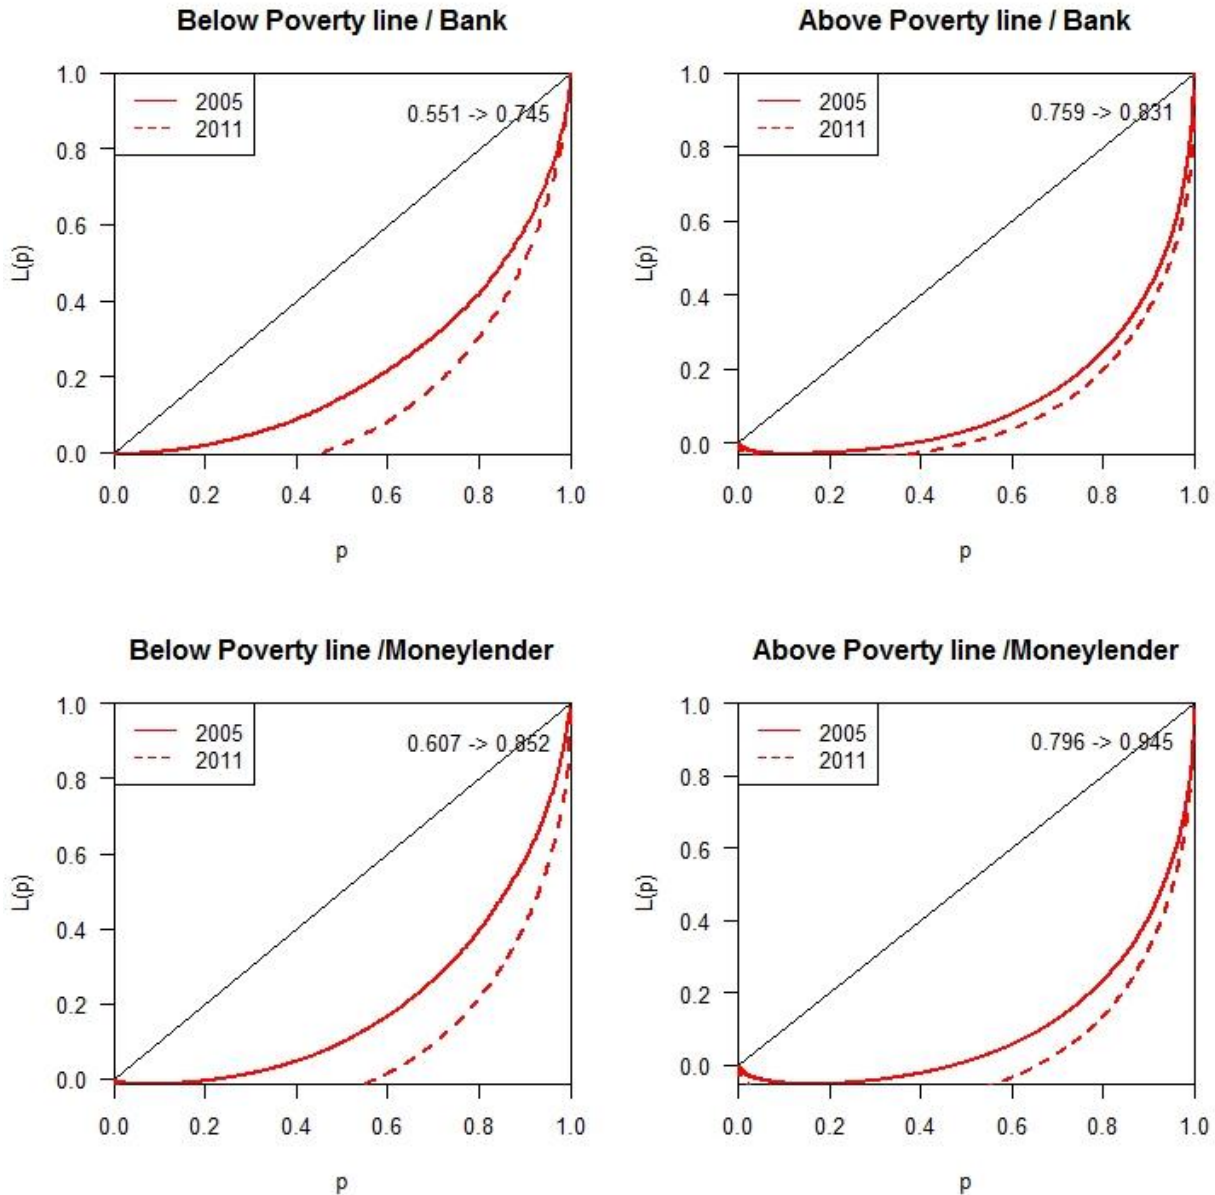 Below Poverty line / Bank
1.0
0.8
0.6
0.4
0.2
0.0
L(p)
2005
2011
0.551 -> 0.745
0.0 0.2 0.4 0.6 0.8 1.0
p
Above Poverty line / Bank
1.0
0.8
0.6
0.4
0.2
0.0
L(p)
2005
2011
0.759 -> 0.831
0.0 0.2 0.4 0.6 0.8 1.0
p
Below Poverty line /Moneylender
1.0
0.8
0.6
0.4
0.2
0.0
L(p)
2005
2011
0.607 -> 0.852
0.0 0.2 0.4 0.6 0.8 1.0
p
Above Poverty line /Moneylender
1.0
0.8
0.6
0.4
0.2
0.0
L(p)
2005
2011
0.796 -> 0.945
0.0 0.2 0.4 0.6 0.8 1.0
p